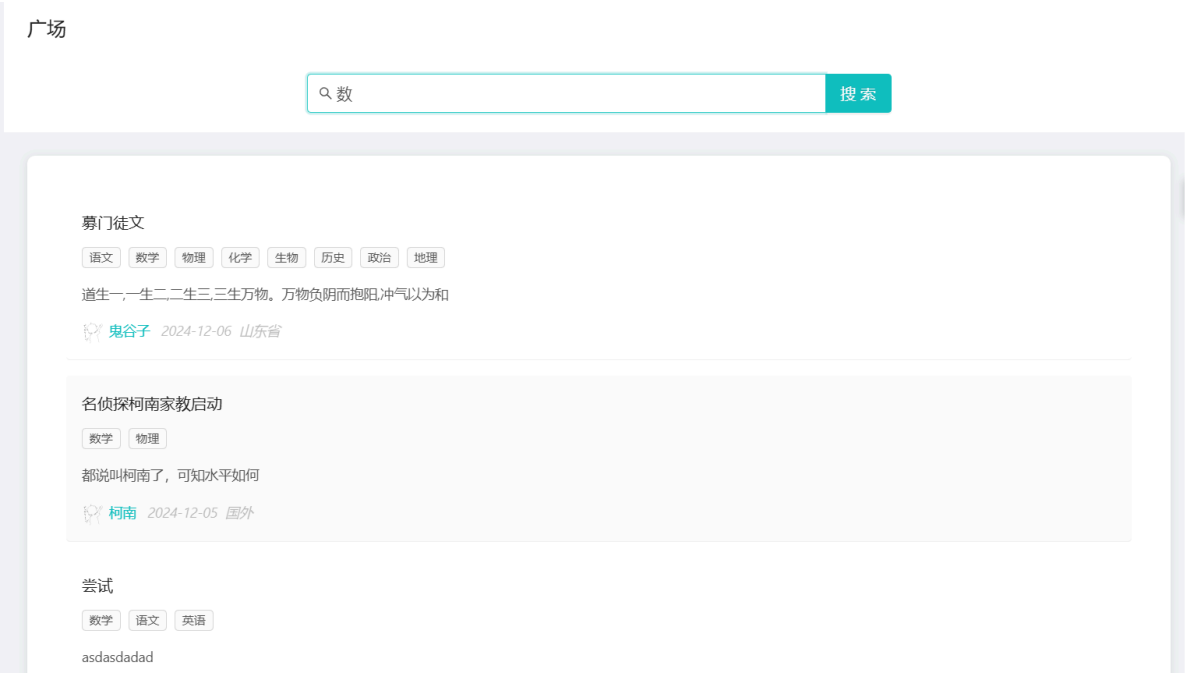 广场
数
搜 索
募门徒文
语文 数学 物理 化学 生物 历史 政治 地理
道生一,一生二,二生三,三生万物。万物负阴而抱阳,冲气以为和
鬼谷子 2024-12-06 山东省
名侦探柯南家教启动
数学 物理
都说叫柯南了，可知水平如何
柯南 2024-12-05 国外
尝试
数学 语文 英语
asdasdadad